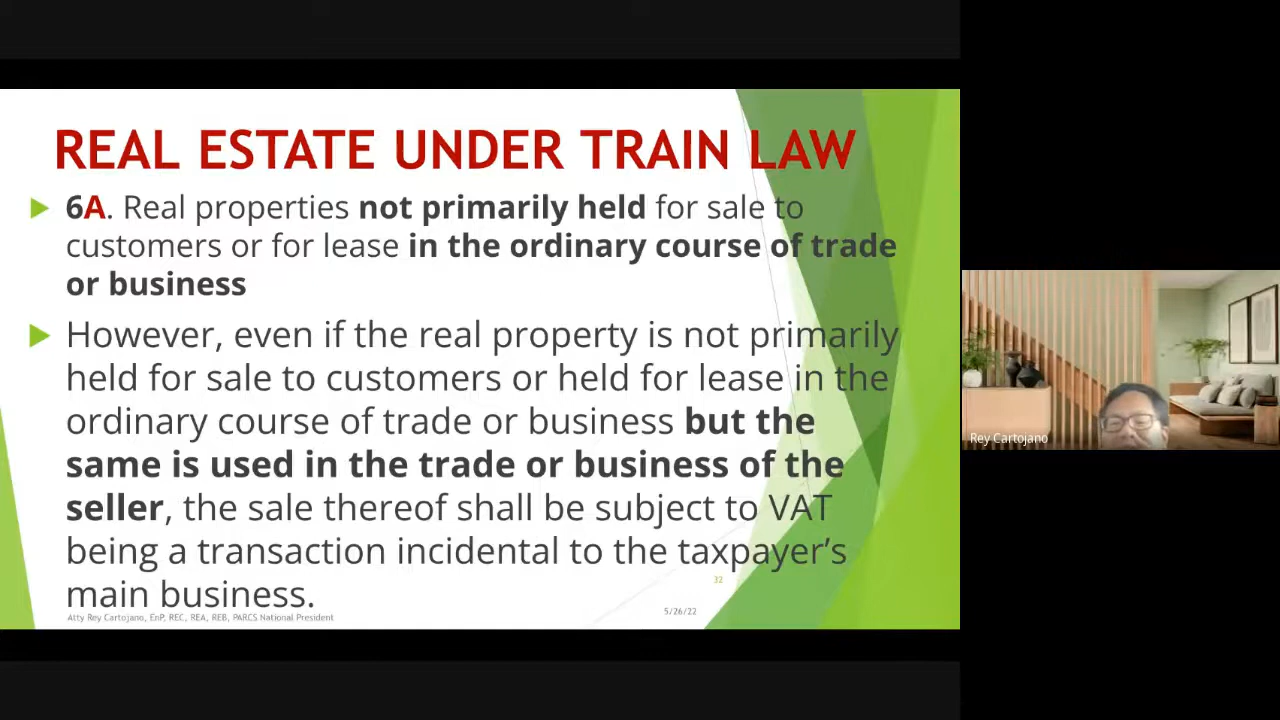 REAL ESTATE UNDER TRAIN LAW
6A. Real properties not primarily held for sale to
customers or for lease in the ordinary course of trade
or business
However, even if the real property is not primarily
held for sale to customers or held for lease in the
ordinary course of trade or business but the
same is used in the trade or business of the
seller, the sale thereof shall be subject to VAT
being a transaction incidental to the taxpayer’s
main business.
32
Atty Rey Cartojano, EnP, REC, REA, REB, PARCS National President
5/26/22
Rey Cartojano